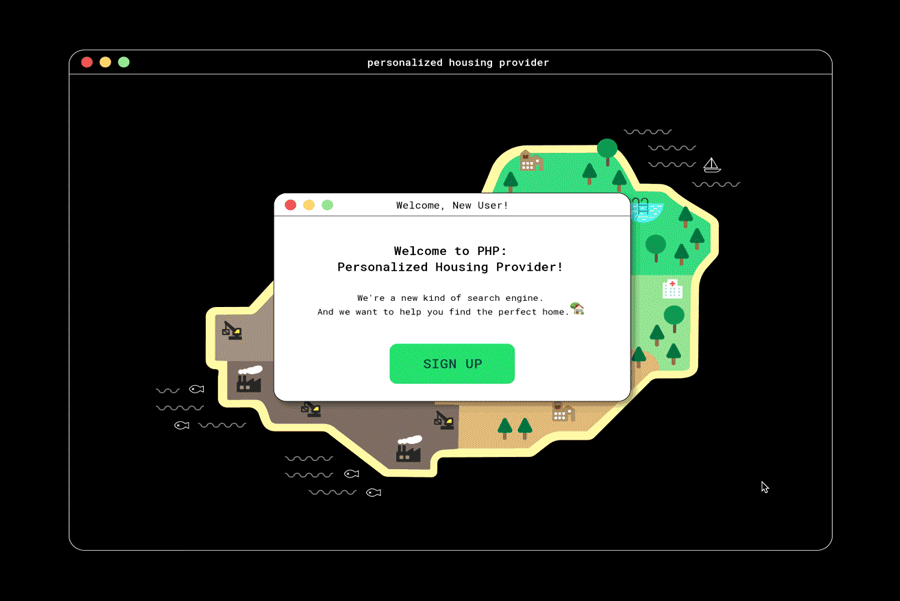 personalized housing provider
Welcome, New User!
Welcome to PHP:
Personalized Housing Provider!
We're a new kind of search engine.
And we want to help you find the perfect home.
SIGN UP